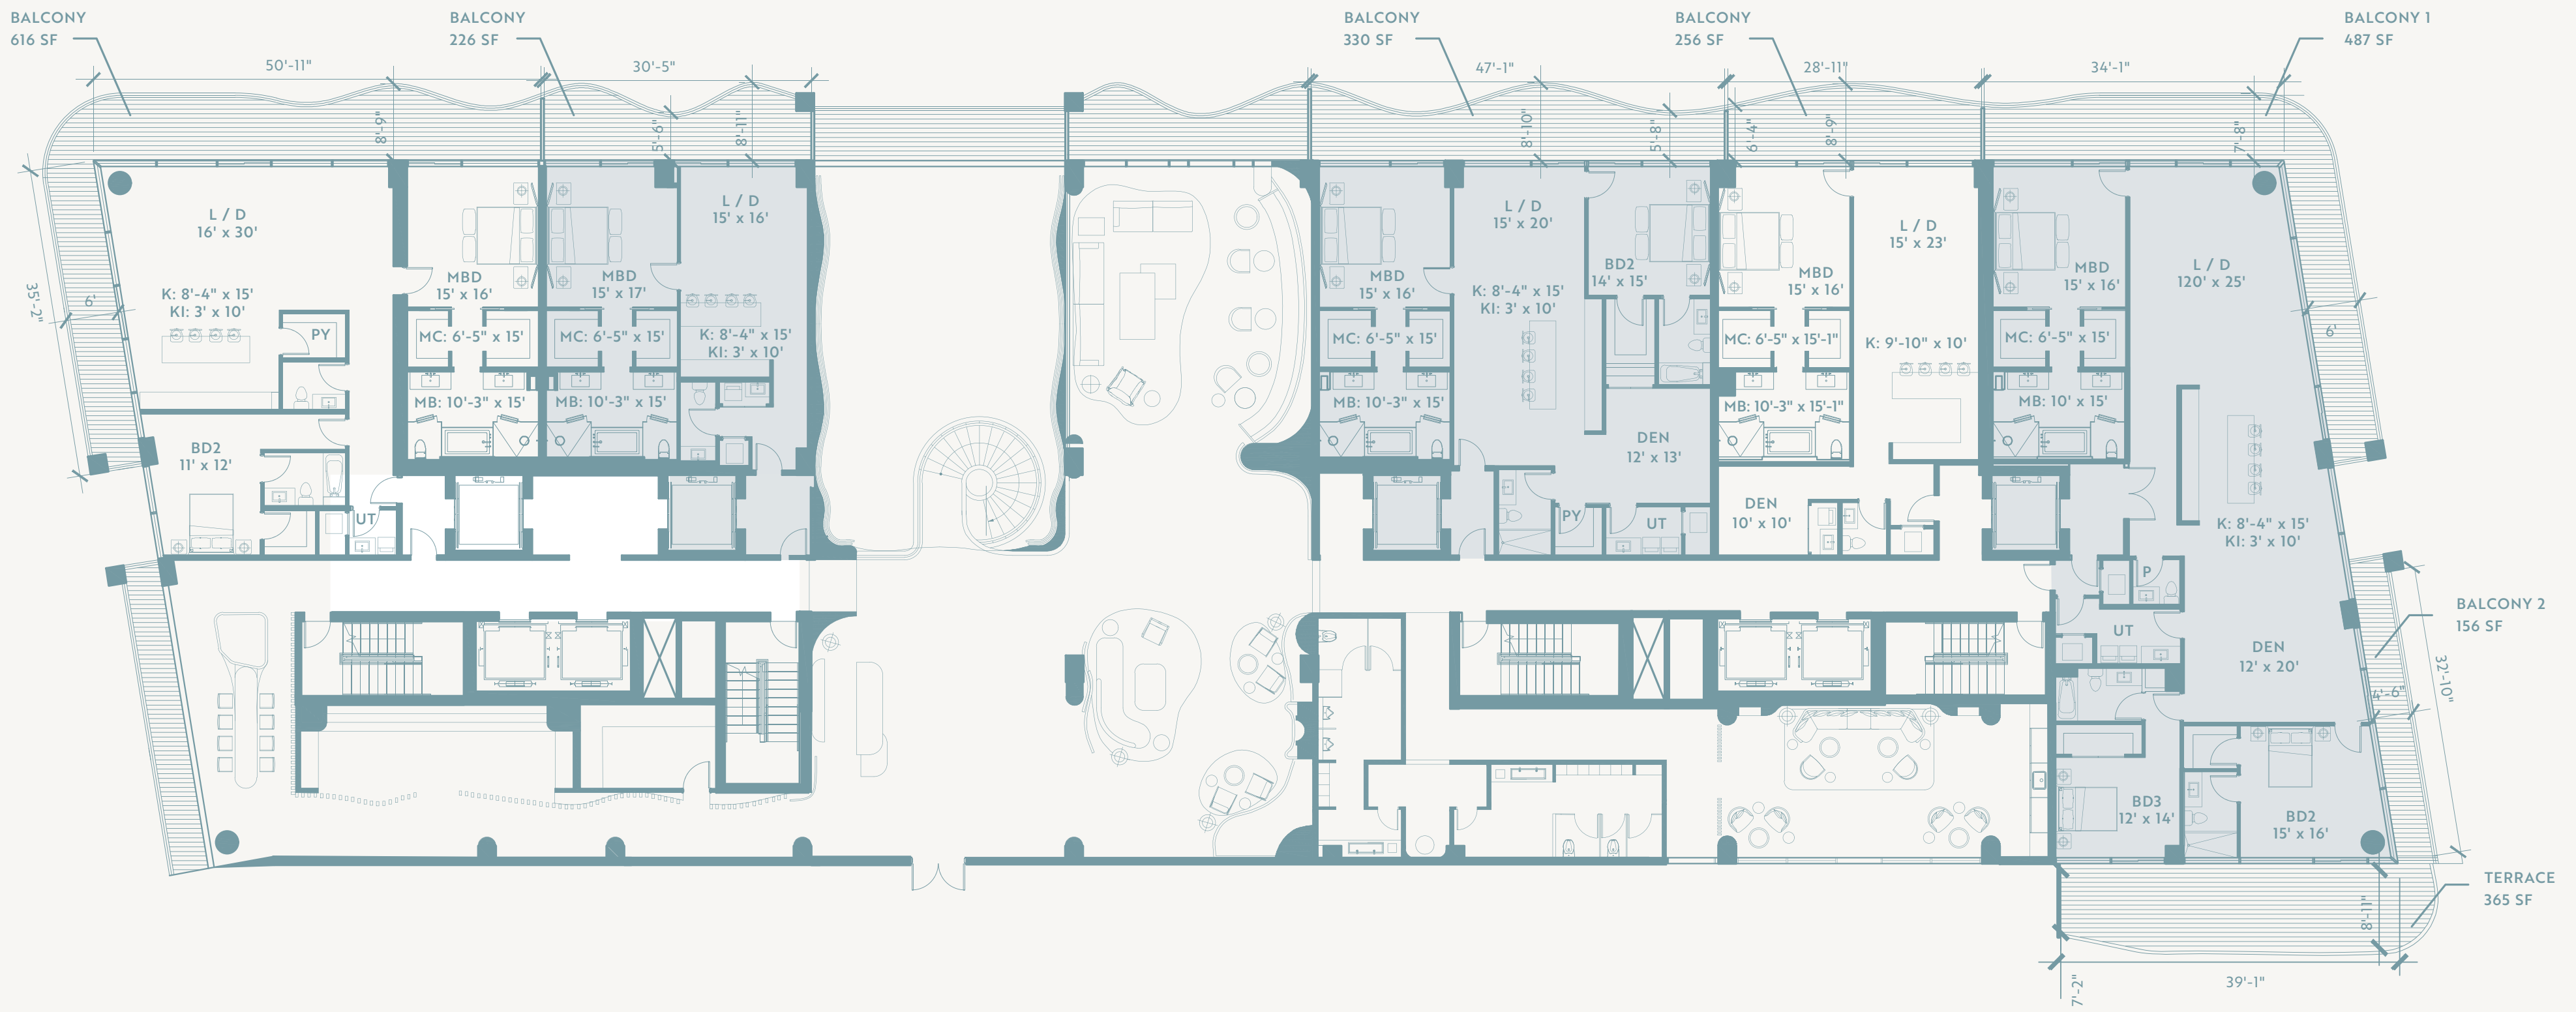 BALCONY
616 SF
BALCONY
226 SF
BALCONY
330 SF
BALCONY
256 SF
BALCONY 1
487 SF
50'-11"
30'-5"
47'-1"
28'-11"
34'-1"
8'-9"
5'-6"
8'-11"
8'-10"
5'-8"
6'-4"
8'-9"
7'-8"
35'-2"
6'
L / D
16' x 30'
K: 8'-4" x 15'
KI: 3' x 10'
PY
MBD
15' x 16'
MC: 6'-5" x 15'
MB: 10'-3" x 15'
BD2
11' x 12'
UT
MBD
15' x 17'
MC: 6'-5" x 15'
MB: 10'-3" x 15'
L / D
15' x 16'
K: 8'-4" x 15'
KI: 3' x 10'
MBD
15' x 16'
MC: 6'-5" x 15'
MB: 10'-3" x 15'
L / D
15' x 20'
K: 8'-4" x 15'
KI: 3' x 10'
BD2
14' x 15'
DEN
12' x 13'
PY
UT
MBD
15' x 16'
MC: 6'-5" x 15'-1"
MB: 10'-3" x 15'-1"
L / D
15' x 23'
K: 9'-10" x 10'
DEN
10' x 10'
MBD
15' x 16'
MC: 6'-5" x 15'
MB: 10' x 15'
L / D
120' x 25'
6'
K: 8'-4" x 15'
KI: 3' x 10'
P
UT
DEN
12' x 20'
BALCONY 2
156 SF
4'-6"
32'-10"
BD3
12' x 14'
BD2
15' x 16'
TERRACE
365 SF
8'-11"
7'-2"
39'-1"